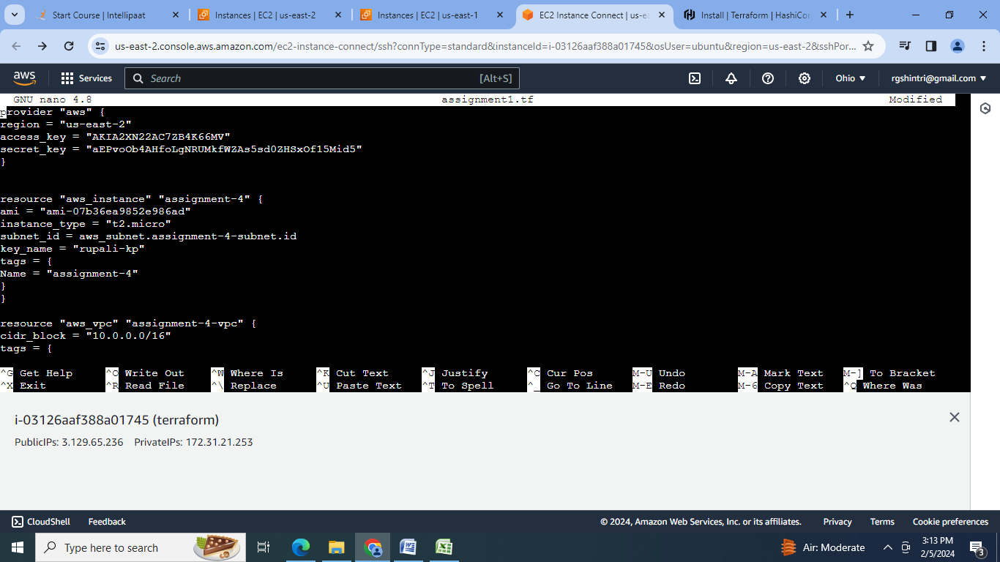 Start Course | Intellipaat
Instances | EC2 | us-east-2
Instances | EC2 | us-east-1
EC2 Instance Connect | us-ea
Install | Terraform | HashiCor
us-east-2.console.aws.amazon.com/ec2-instance-connect/ssh?connType=standard&instanceId=i-03126aaf388a01745&osUser=ubuntu&region=us-east-2&sshPor...
aws Services Search [Alt+S] Ohio rgshintri@gmail.com
GNU nano 4.8 assignment1.tf Modified
provider "aws" {
region = "us-east-2"
access_key = "[credential redacted]"
secret_key = "[credential redacted]"
}
resource "aws_instance" "assignment-4" {
ami = "ami-07b36ea9852e986ad"
instance_type = "t2.micro"
subnet_id = aws_subnet.assignment-4-subnet.id
key_name = "rupali-kp"
tags = {
Name = "assignment-4"
}
}
resource "aws_vpc" "assignment-4-vpc" {
cidr_block = "10.0.0.0/16"
tags = {
^G Get Help ^O Write Out ^W Where Is ^K Cut Text ^J Justify ^C Cur Pos M-U Undo M-A Mark Text M-] To Bracket
^X Exit ^R Read File ^\ Replace ^U Paste Text ^T To Spell ^_ Go To Line M-E Redo M-6 Copy Text ^Q Where Was
i-03126aaf388a01745 (terraform)
PublicIPs: 3.129.65.236 PrivateIPs: 172.31.21.253
CloudShell Feedback © 2024, Amazon Web Services, Inc. or its affiliates. Privacy Terms Cookie preferences
Type here to search Air: Moderate 3:13 PM
2/5/2024 3